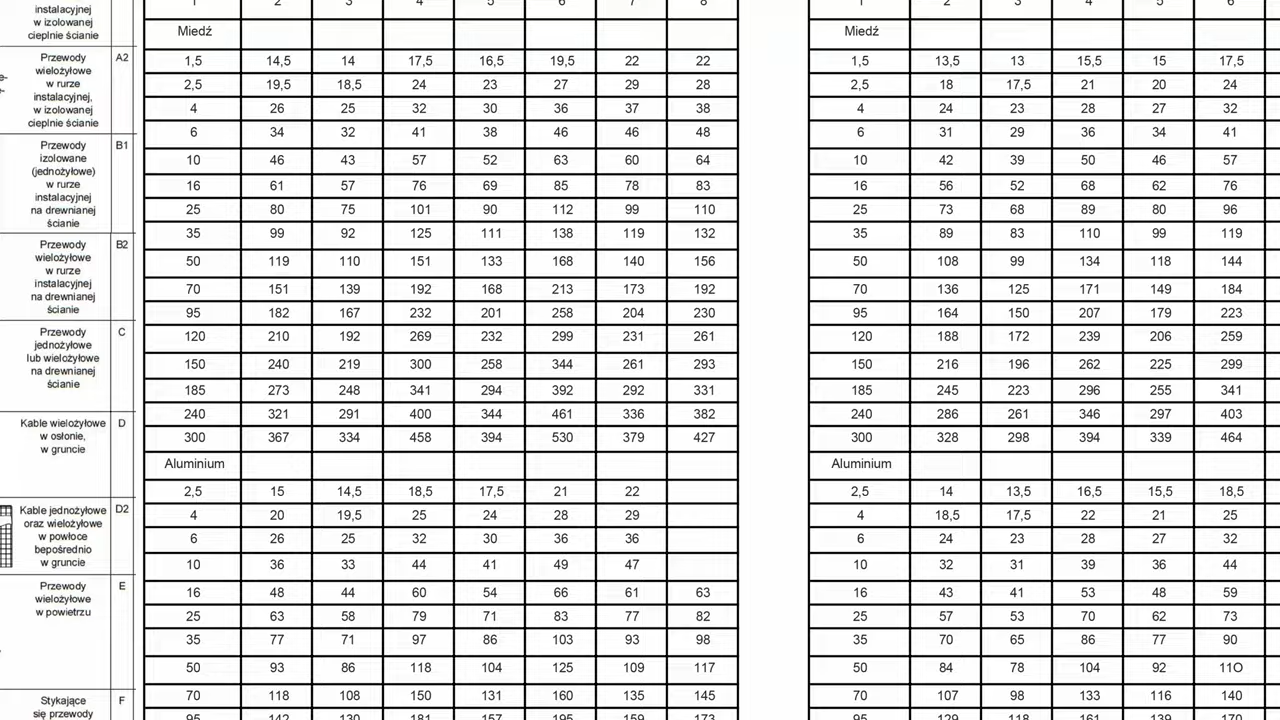 instalacyjnej
w izolowanej
cieplnie ścianie
A2
Przewody
wielożyłowe
w rurze
instalacyjnej,
w izolowanej
cieplnie ścianie
B1
Przewody
izolowane
(jednożyłowe)
w rurze
instalacyjnej
na drewnianej
ścianie
B2
Przewody
wielożyłowe
w rurze
instalacyjnej
na drewnianej
ścianie
C
Przewody
jednożyłowe
lub wielożyłowe
na drewnianej
ścianie
D
Kable wielożyłowe
w osłonie,
w gruncie
D2
Kable jednożyłowe
oraz wielożyłowe
w powłoce
bepośrednio
w gruncie
E
Przewody
wielożyłowe
w powietrzu
F
Stykające
się przewody
1 2 3 4 5 6 7 8
Miedź
1,5 14,5 14 17,5 16,5 19,5 22 22
2,5 19,5 18,5 24 23 27 29 28
4 26 25 32 30 36 37 38
6 34 32 41 38 46 46 48
10 46 43 57 52 63 60 64
16 61 57 76 69 85 78 83
25 80 75 101 90 112 99 110
35 99 92 125 111 138 119 132
50 119 110 151 133 168 140 156
70 151 139 192 168 213 173 192
95 182 167 232 201 258 204 230
120 210 192 269 232 299 231 261
150 240 219 300 258 344 261 293
185 273 248 341 294 392 292 331
240 321 291 400 344 461 336 382
300 367 334 458 394 530 379 427
Aluminium
2,5 15 14,5 18,5 17,5 21 22
4 20 19,5 25 24 28 29
6 26 25 32 30 36 36
10 36 33 44 41 49 47
16 48 44 60 54 66 61 63
25 63 58 79 71 83 77 82
35 77 71 97 86 103 93 98
50 93 86 118 104 125 109 117
70 118 108 150 131 160 135 145
95 142 130 181 157 195 159 173
1 2 3 4 5 6
Miedź
1,5 13,5 13 15,5 15 17,5
2,5 18 17,5 21 20 24
4 24 23 28 27 32
6 31 29 36 34 41
10 42 39 50 46 57
16 56 52 68 62 76
25 73 68 89 80 96
35 89 83 110 99 119
50 108 99 134 118 144
70 136 125 171 149 184
95 164 150 207 179 223
120 188 172 239 206 259
150 216 196 262 225 299
185 245 223 296 255 341
240 286 261 346 297 403
300 328 298 394 339 464
Aluminium
2,5 14 13,5 16,5 15,5 18,5
4 18,5 17,5 22 21 25
6 24 23 28 27 32
10 32 31 39 36 44
16 43 41 53 48 59
25 57 53 70 62 73
35 70 65 86 77 90
50 84 78 104 92 11O
70 107 98 133 116 140
95 129 118 161 139 170